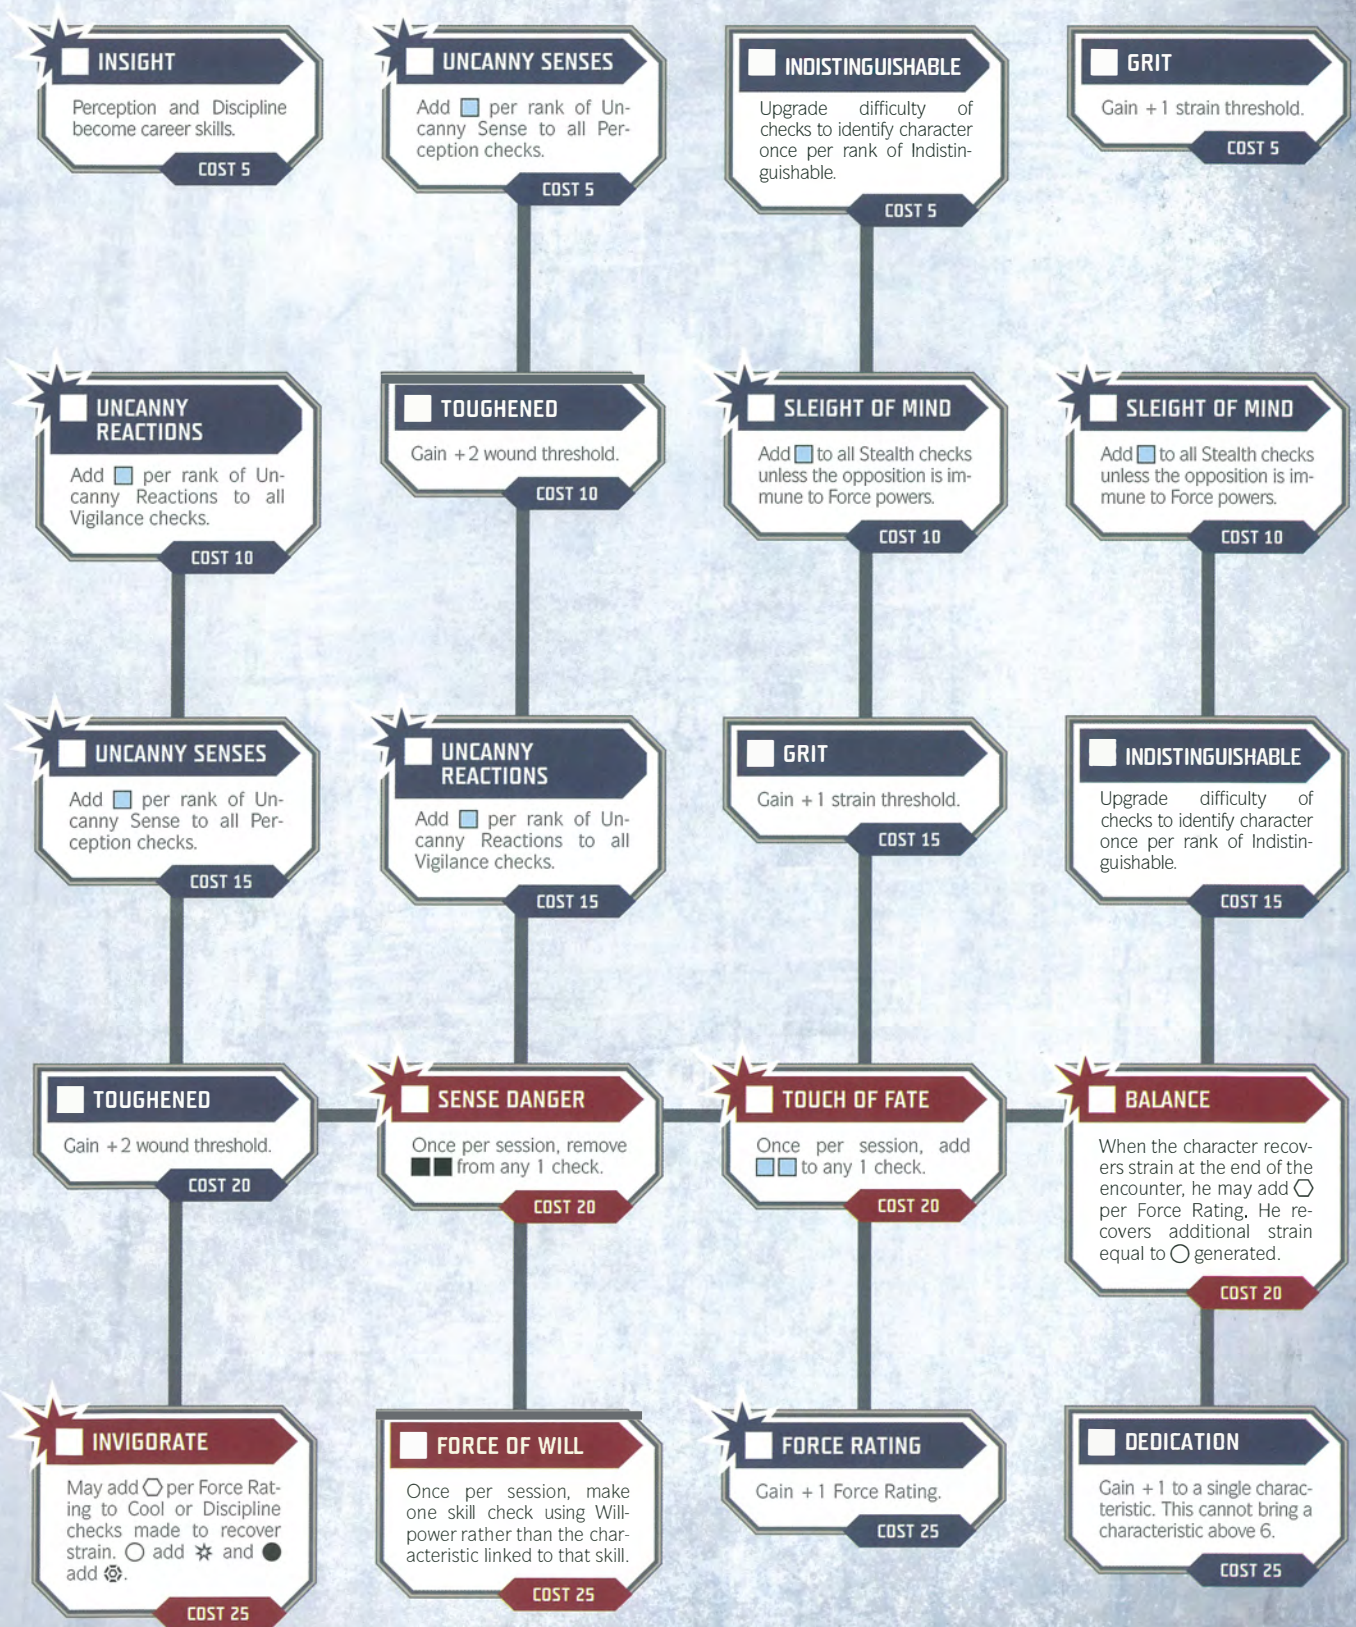 INSIGHT
Perception and Discipline
become career skills.
COST 5
UNCANNY SENSES
Add per rank of Un-
canny Sense to all Per-
ception checks.
COST 5
INDISTINGUISHABLE
Upgrade difficulty of
checks to identify character
once per rank of Indistin-
guishable.
COST 5
GRIT
Gain +1 strain threshold.
COST 5
UNCANNY
REACTIONS
Add per rank of Un-
canny Reactions to all
Vigilance checks.
COST 10
TOUGHENED
Gain +2 wound threshold.
COST 10
SLEIGHT OF MIND
Add to all Stealth checks
unless the opposition is im-
mune to Force powers.
COST 10
SLEIGHT OF MIND
Add to all Stealth checks
unless the opposition is im-
mune to Force powers.
COST 10
UNCANNY SENSES
Add per rank of Un-
canny Sense to all Per-
ception checks.
COST 15
UNCANNY
REACTIONS
Add per rank of Un-
canny Reactions to all
Vigilance checks.
COST 15
GRIT
Gain +1 strain threshold.
COST 15
INDISTINGUISHABLE
Upgrade difficulty of
checks to identify character
once per rank of Indistin-
guishable.
COST 15
TOUGHENED
Gain +2 wound threshold.
COST 20
SENSE DANGER
Once per session, remove
from any 1 check.
COST 20
TOUCH OF FATE
Once per session, add
to any 1 check.
COST 20
BALANCE
When the character recov-
ers strain at the end of the
encounter, he may add
per Force Rating. He re-
covers additional strain
equal to generated.
COST 20
INVIGORATE
May add per Force Rat-
ing to Cool or Discipline
checks made to recover
strain. add and
add .
COST 25
FORCE OF WILL
Once per session, make
one skill check using Will-
power rather than the char-
acteristic linked to that skill.
COST 25
FORCE RATING
Gain +1 Force Rating.
COST 25
DEDICATION
Gain +1 to a single charac-
teristic. This cannot bring a
characteristic above 6.
COST 25